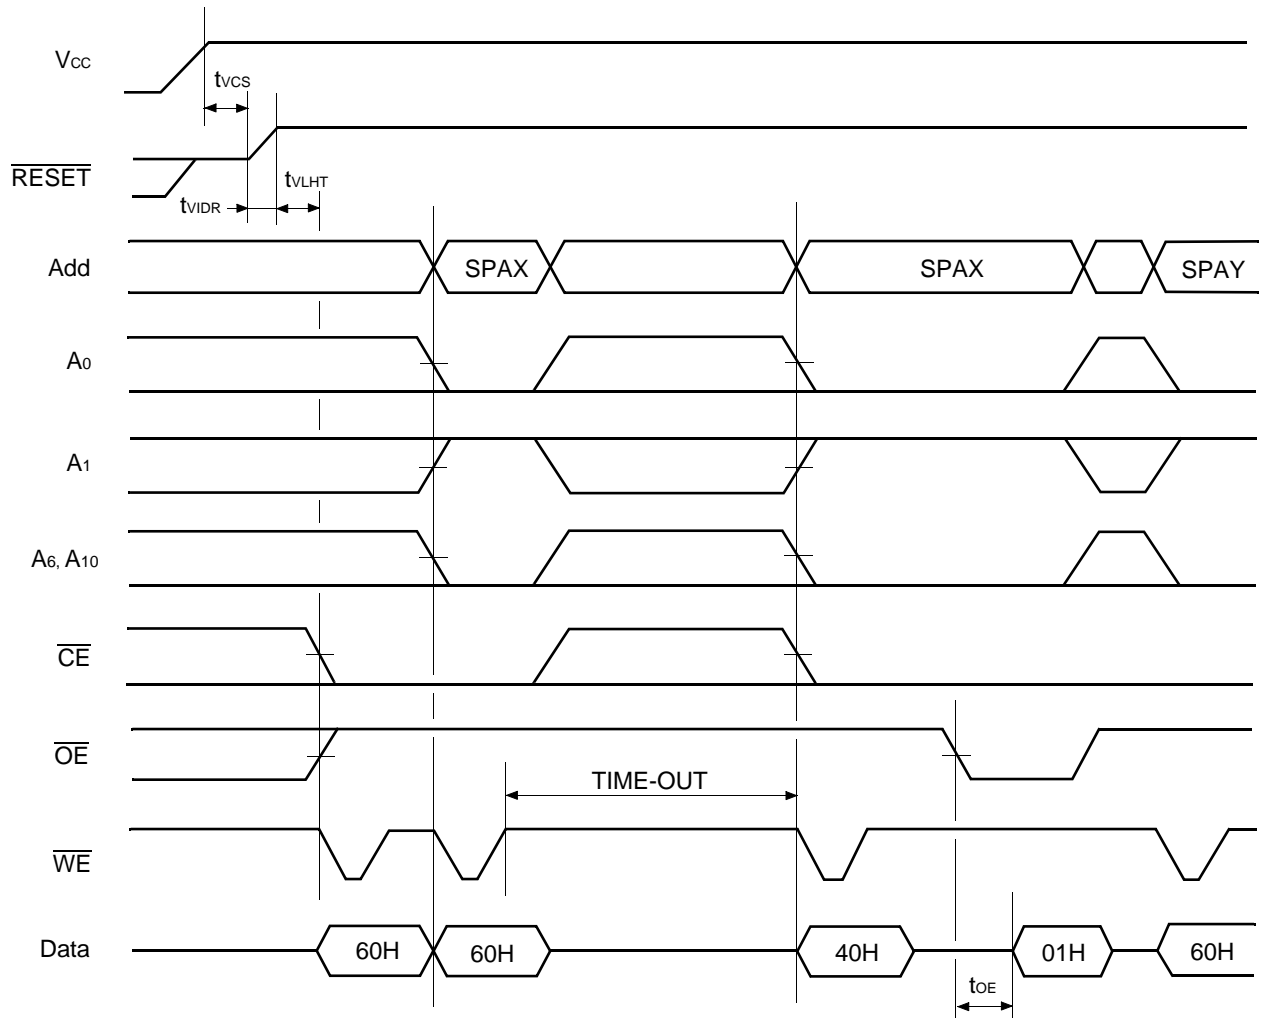 VCC
tVCS
RESET
tVLHT
tVIDR
Add SPAX SPAX SPAY
A0
A1
A6, A10
CE
OE
TIME-OUT
WE
Data 60H 60H 40H 01H 60H
tOE